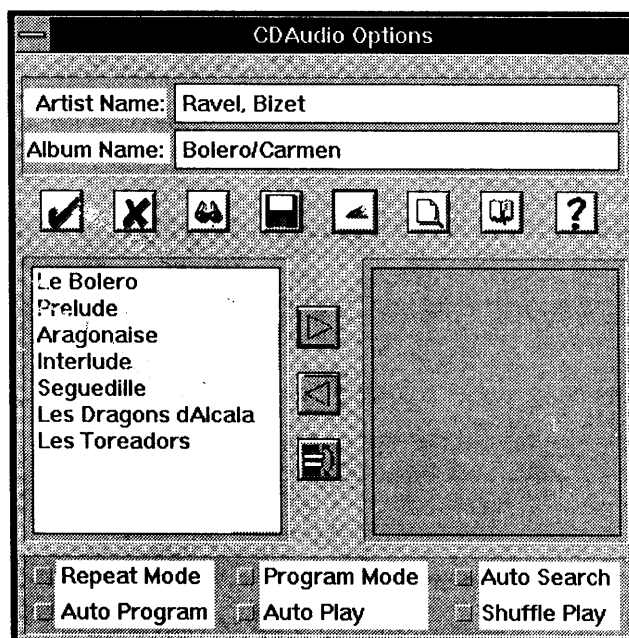 CDAudio Options
Artist Name: Ravel, Bizet
Album Name: Bolero/Carmen
?
Le Bolero
Prelude
Aragonaise
Interlude
Seguedille
Les Dragons dAlcala
Les Toreadors
Repeat Mode Program Mode Auto Search
Auto Program Auto Play Shuffle Play